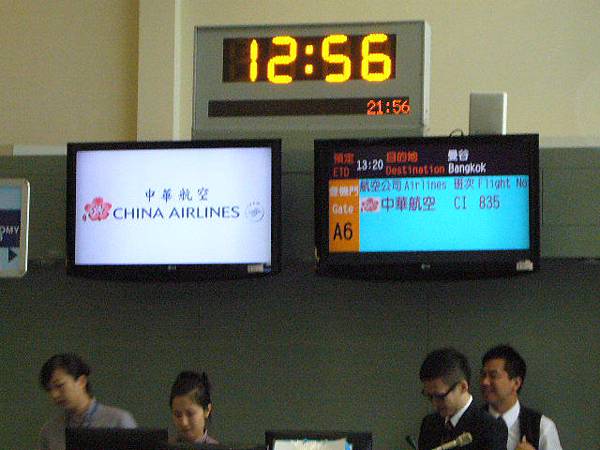 12:56
21:56
中華航空
CHINA AIRLINES
預定 目的地 曼谷
ETD 13:20 Destination Bangkok
登機門 航空公司 Airlines 班次 Flight No
Gate 中華航空 CI 835
A6
OMY